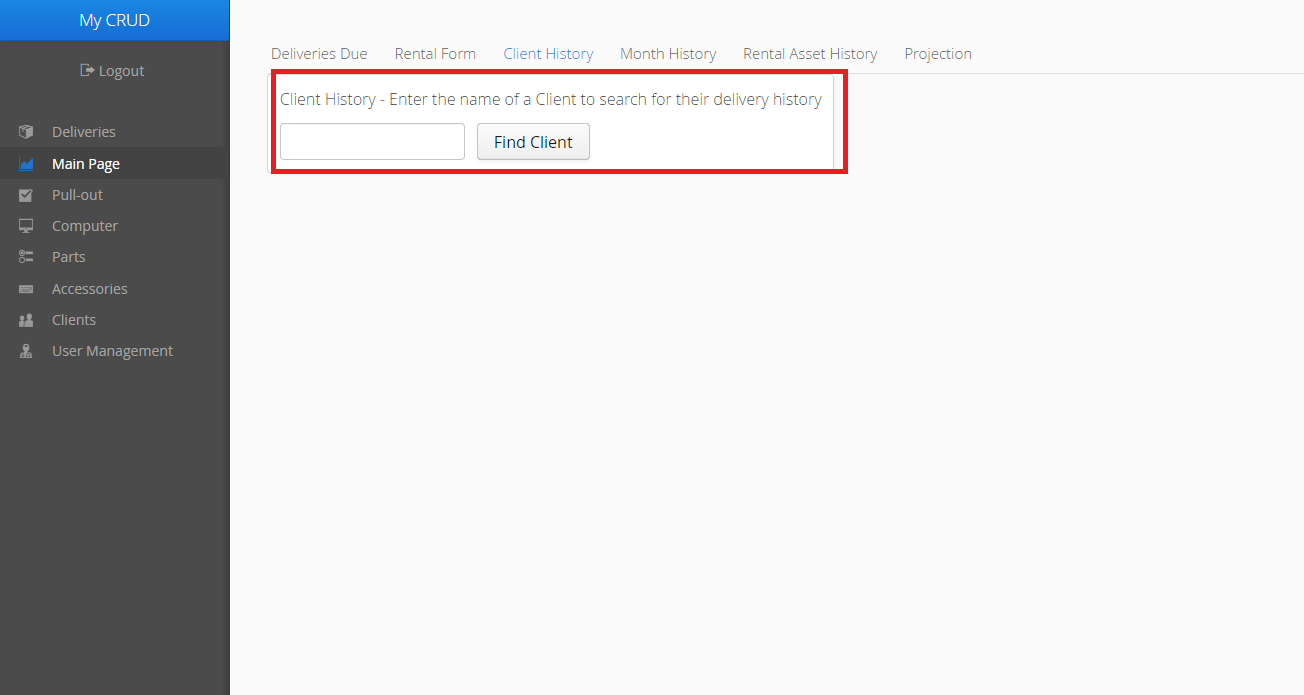 My CRUD
Logout
Deliveries
Main Page
Pull-out
Computer
Parts
Accessories
Clients
User Management
Deliveries Due Rental Form Client History Month History Rental Asset History Projection
Client History - Enter the name of a Client to search for their delivery history
Find Client